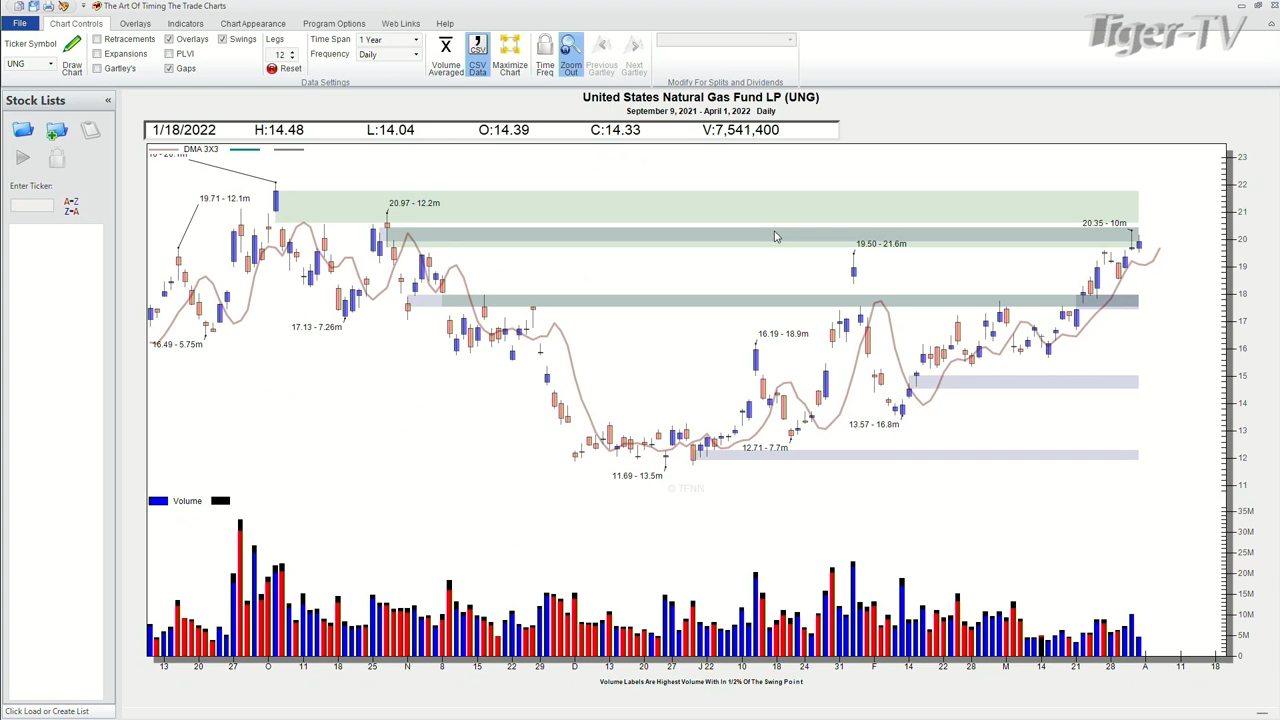 The Art Of Timing The Trade Charts
File Chart Controls Overlays Indicators Chart Appearance Program Options Web Links Help
Tiger-TV
Ticker Symbol
UNG
Draw Chart
Retracements Overlays Swings
Expansions PLVI
Gartley's Gaps
Legs
12
Reset
Time Span 1 Year
Frequency Daily
Data Settings
Volume Averaged
CSV
CSV Data
Maximize Chart
Time Freq
Zoom Out
Previous Gartley
Next Gartley
Modify For Splits and Dividends
Stock Lists «
Enter Ticker:
A-Z
Z-A
Click Load or Create List
United States Natural Gas Fund LP (UNG)
September 9, 2021 - April 1, 2022 Daily
1/18/2022 H:14.48 L:14.04 O:14.39 C:14.33 V:7,541,400
DMA 3X3
19.71 - 12.1m
20.97 - 12.2m
20.35 - 10m
19.50 - 21.6m
17.13 - 7.26m
16.49 - 5.75m
16.19 - 18.9m
13.57 - 16.8m
12.71 - 7.7m
11.69 - 13.5m
© TFNN
23
22
21
20
19
18
17
16
15
14
13
12
11
Volume
35M
30M
25M
20M
15M
10M
5M
0
13 20 27 O 11 18 25 N 8 15 22 29 D 13 20 27 J 22 10 18 24 31 F 14 22 28 M 14 21 28 A 11 18
Volume Labels Are Highest Volume With In 1/2% Of The Swing Point